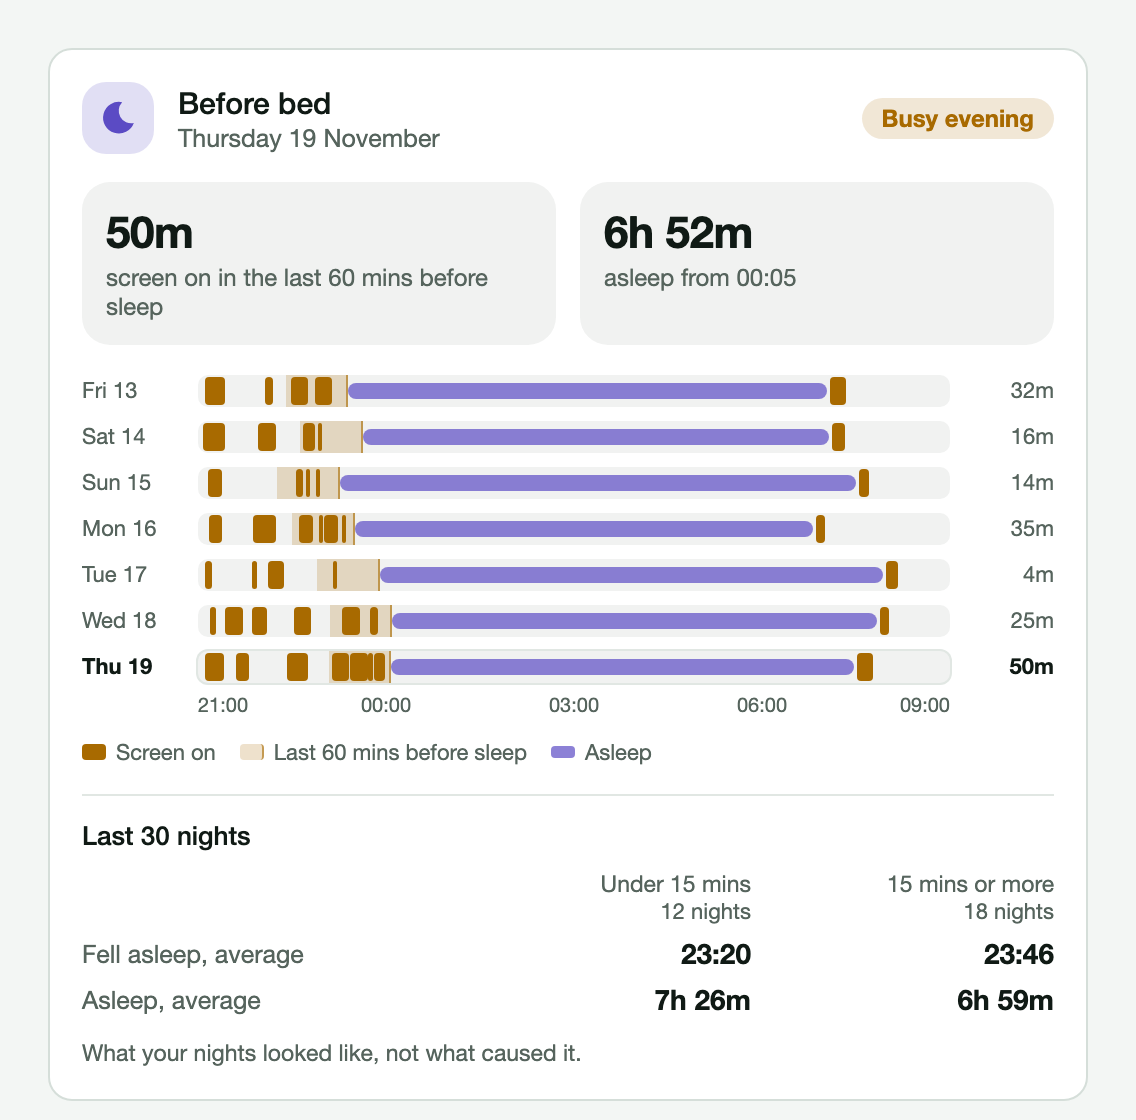 Before bed
Thursday 19 November
Busy evening
50m
screen on in the last 60 mins before
sleep
6h 52m
asleep from 00:05
Fri 13 32m
Sat 14 16m
Sun 15 14m
Mon 16 35m
Tue 17 4m
Wed 18 25m
Thu 19 50m
21:00 00:00 03:00 06:00 09:00
Screen on Last 60 mins before sleep Asleep
Last 30 nights
Under 15 mins 15 mins or more
12 nights 18 nights
Fell asleep, average 23:20 23:46
Asleep, average 7h 26m 6h 59m
What your nights looked like, not what caused it.